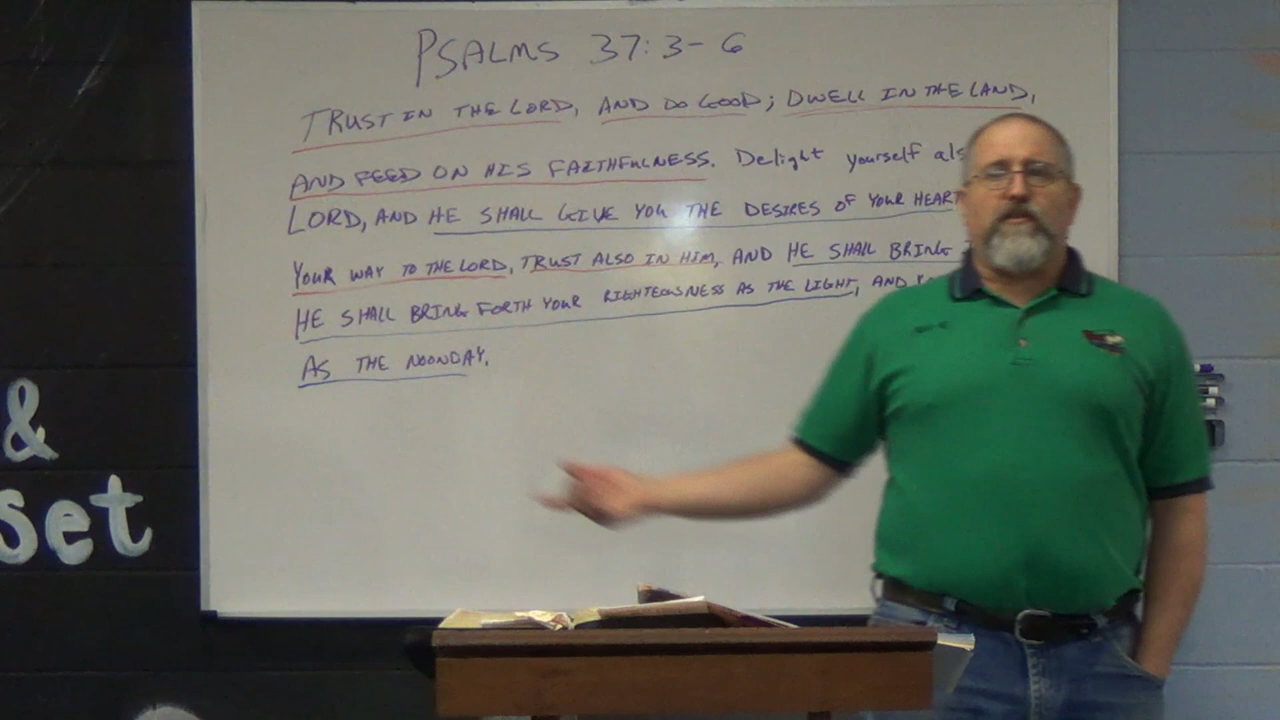 PSALMS 37:3-6
TRUST IN THE LORD, AND DO GOOD; DWELL IN THE LAND,
AND FEED ON HIS FAITHFULNESS. Delight yourself als
LORD, AND HE SHALL GIVE YOU THE DESIRES OF YOUR HEART
YOUR WAY TO THE LORD, TRUST ALSO IN HIM, AND HE SHALL BRING
HE SHALL BRING FORTH YOUR RIGHTEOUSNESS AS THE LIGHT, AND
AS THE NOONDAY.
&
set